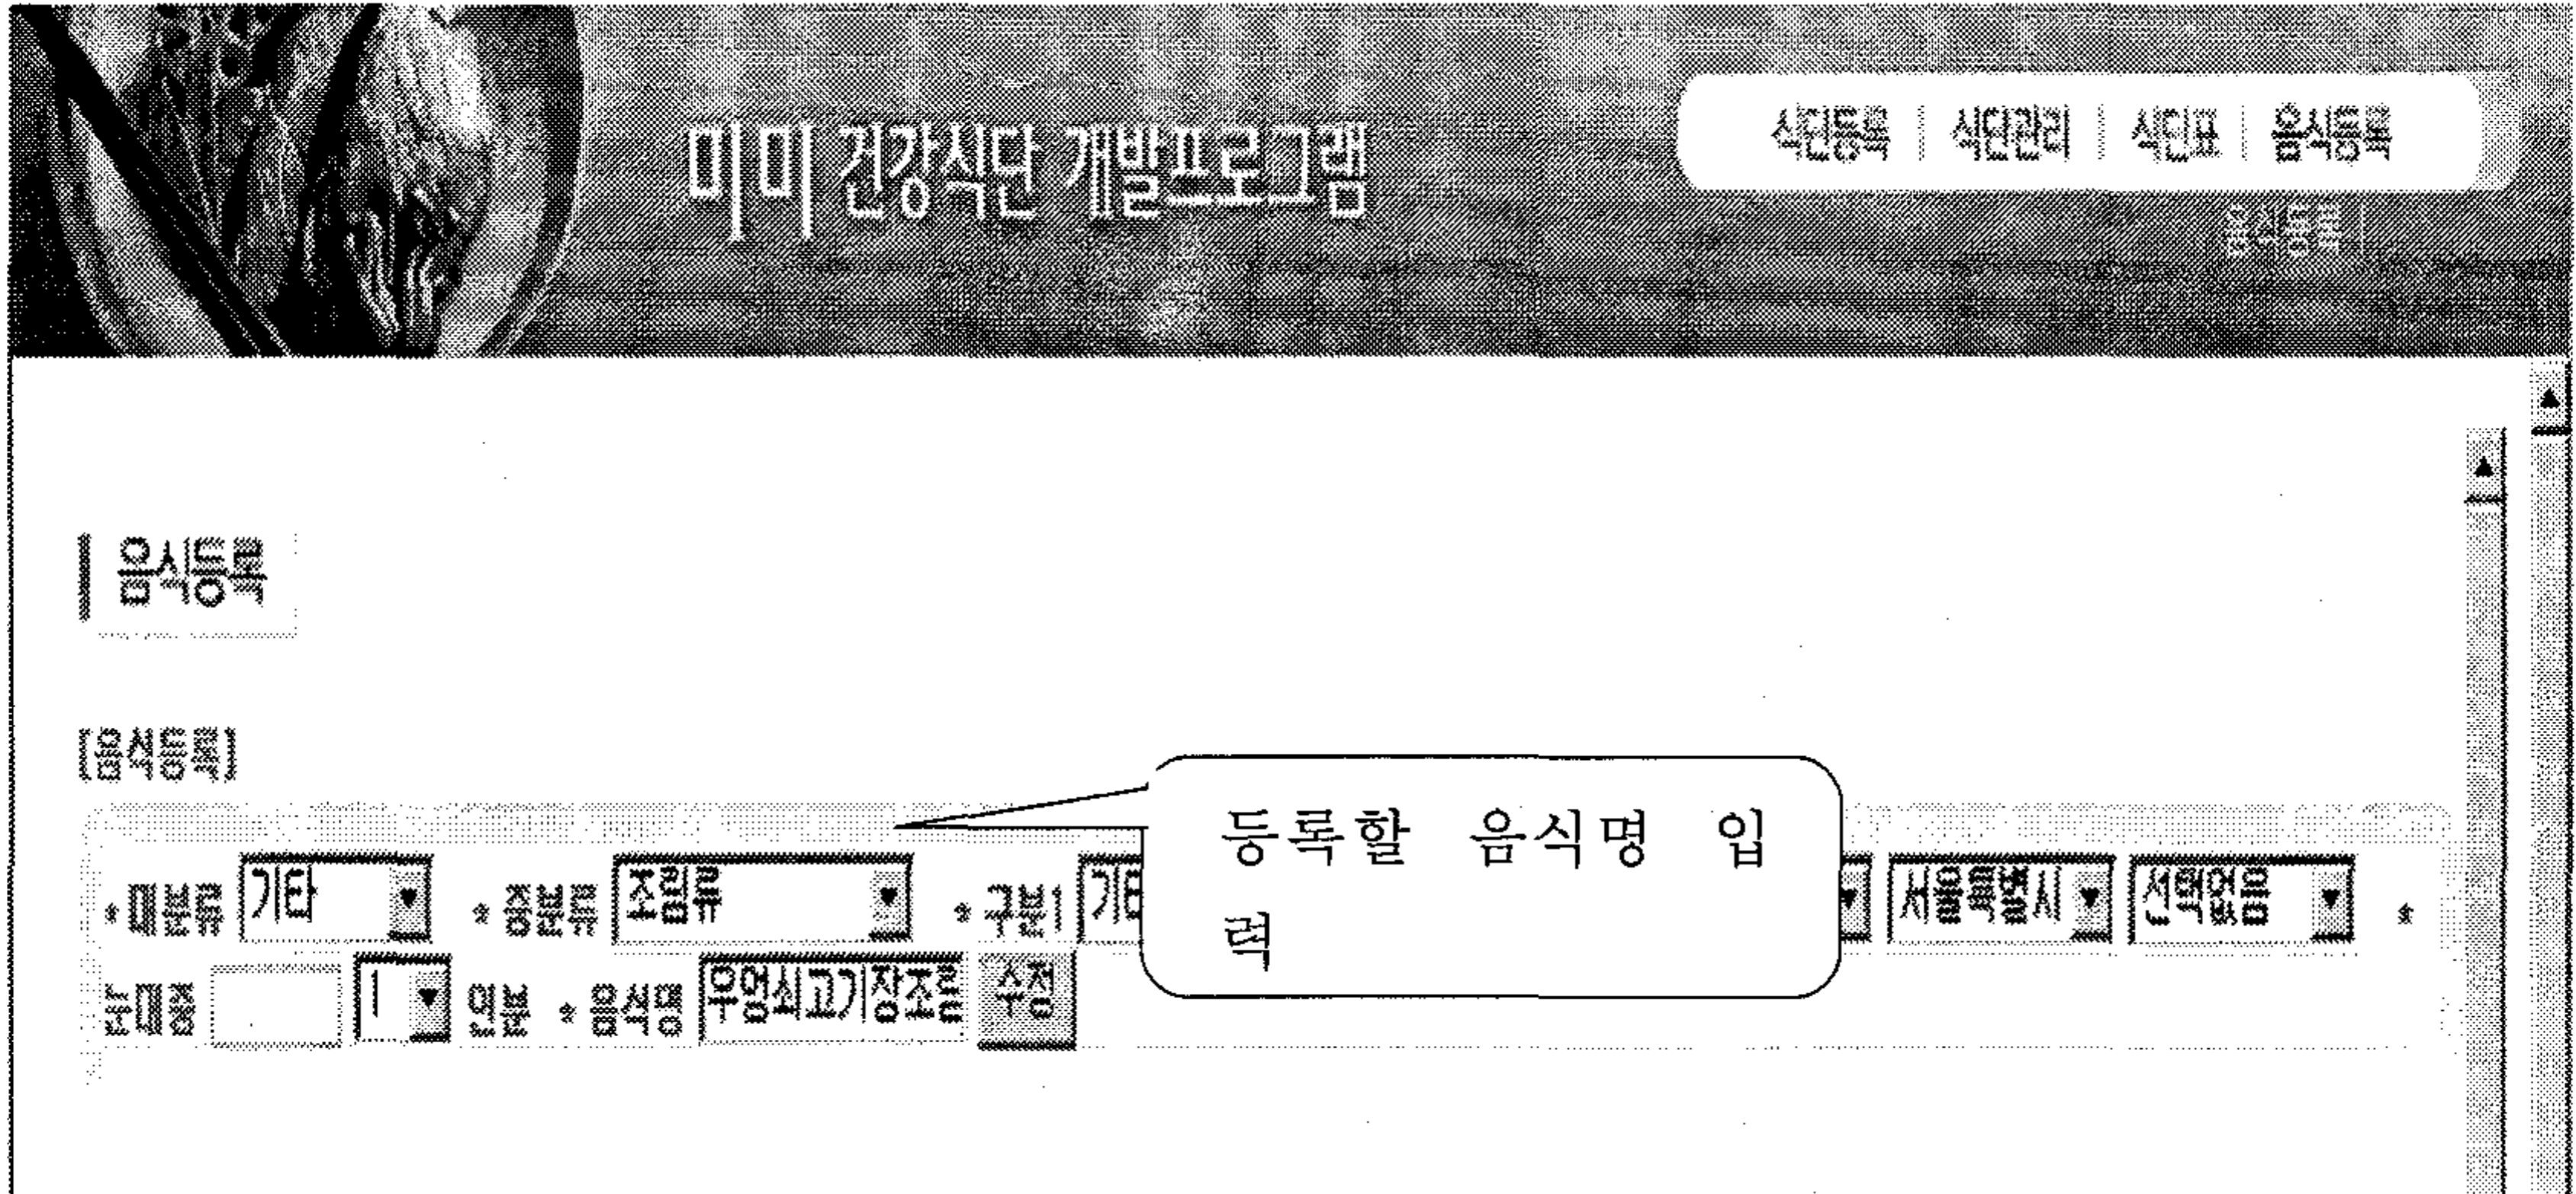 미미 건강식단 개발프로그램
식단등록 | 식단관리 | 식단표 | 음식등록
음식등록
음식등록
[음식등록]
등록할 음식명 입
력
* 대분류 기타 * 중분류 조림류 * 구분1 기타 서울특별시 선택없음 *
눈대중 1 인분 * 음식명 우엉쇠고기장조림 수정